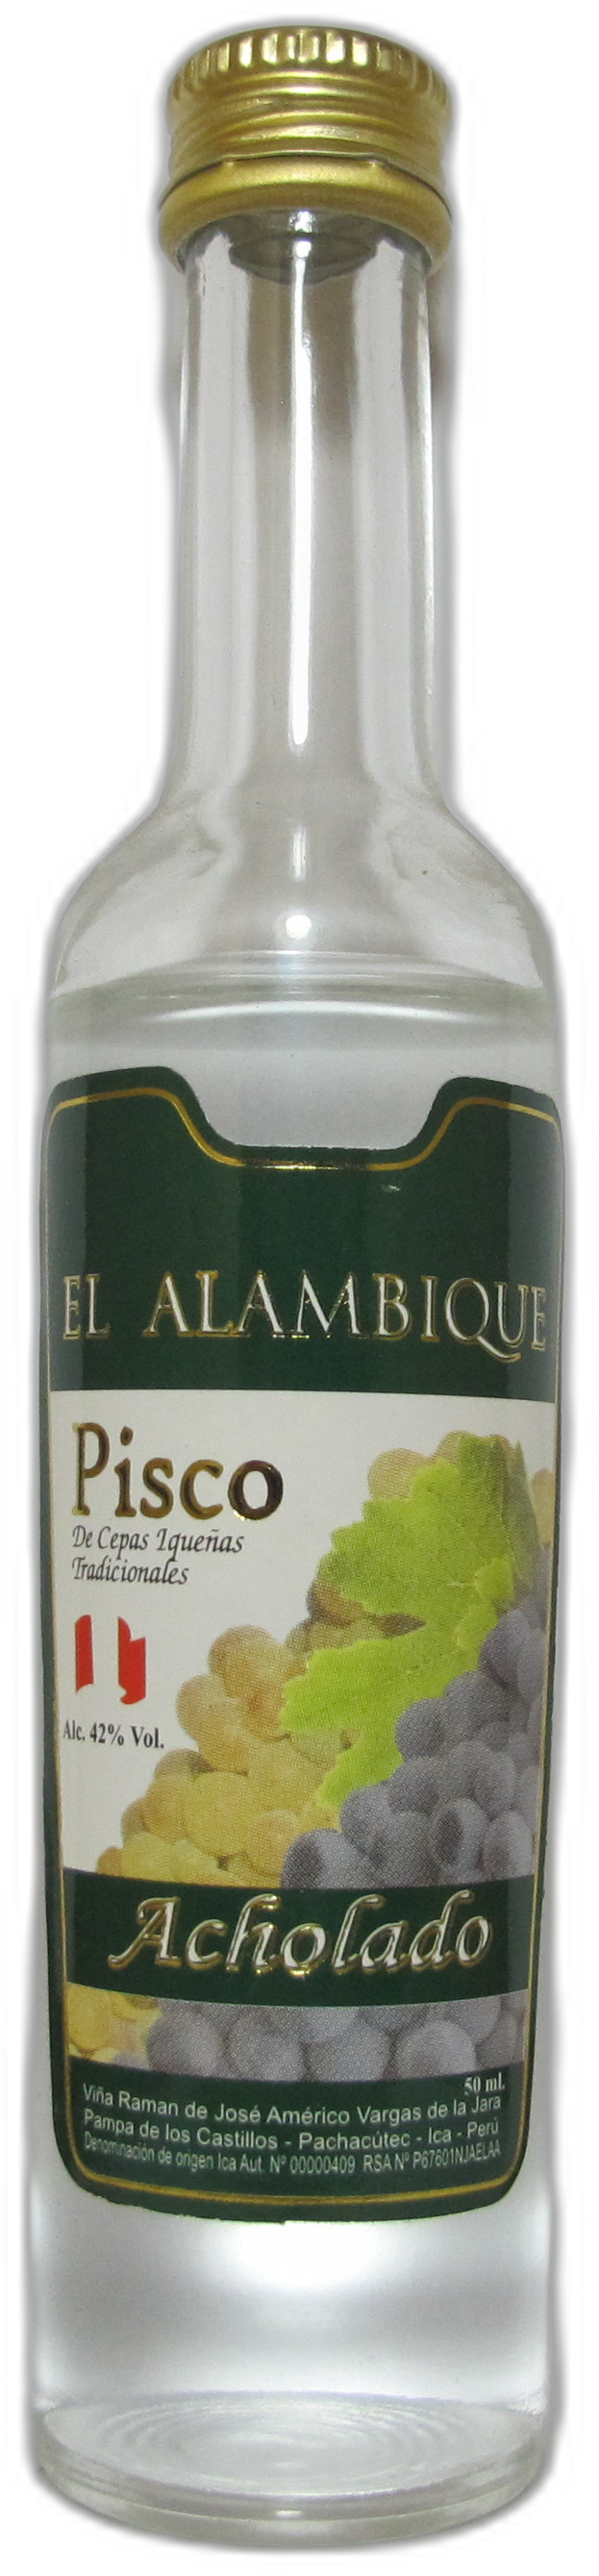 EL ALAMBIQUE
Pisco
De Cepas Iqueñas
Tradicionales
Alc. 42% Vol.
Acholado
50 ml.
Viña Raman de José Américo Vargas de la Jara
Pampa de los Castillos - Pachacútec - Ica - Perú
Denominación de origen Ica Aut. Nº 00000409 RSA Nº P67601NJAELAA